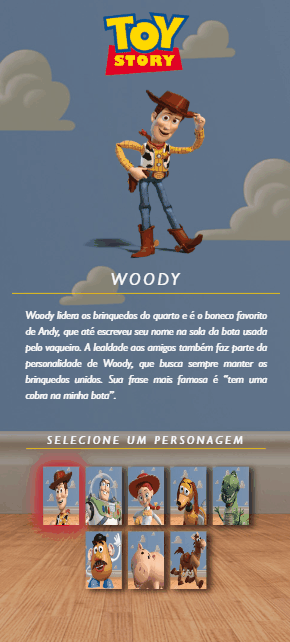 TOY
STORY
WOODY
Woody lidera os brinquedos do quarto e é o boneco favorito
de Andy, que até escreveu seu nome na sola da bota usada
pelo vaqueiro. A lealdade aos amigos também faz parte da
personalidade de Woody, que busca sempre manter os
brinquedos unidos. Sua frase mais famosa é "tem uma
cobra na minha bota".
SELECIONE UM PERSONAGEM